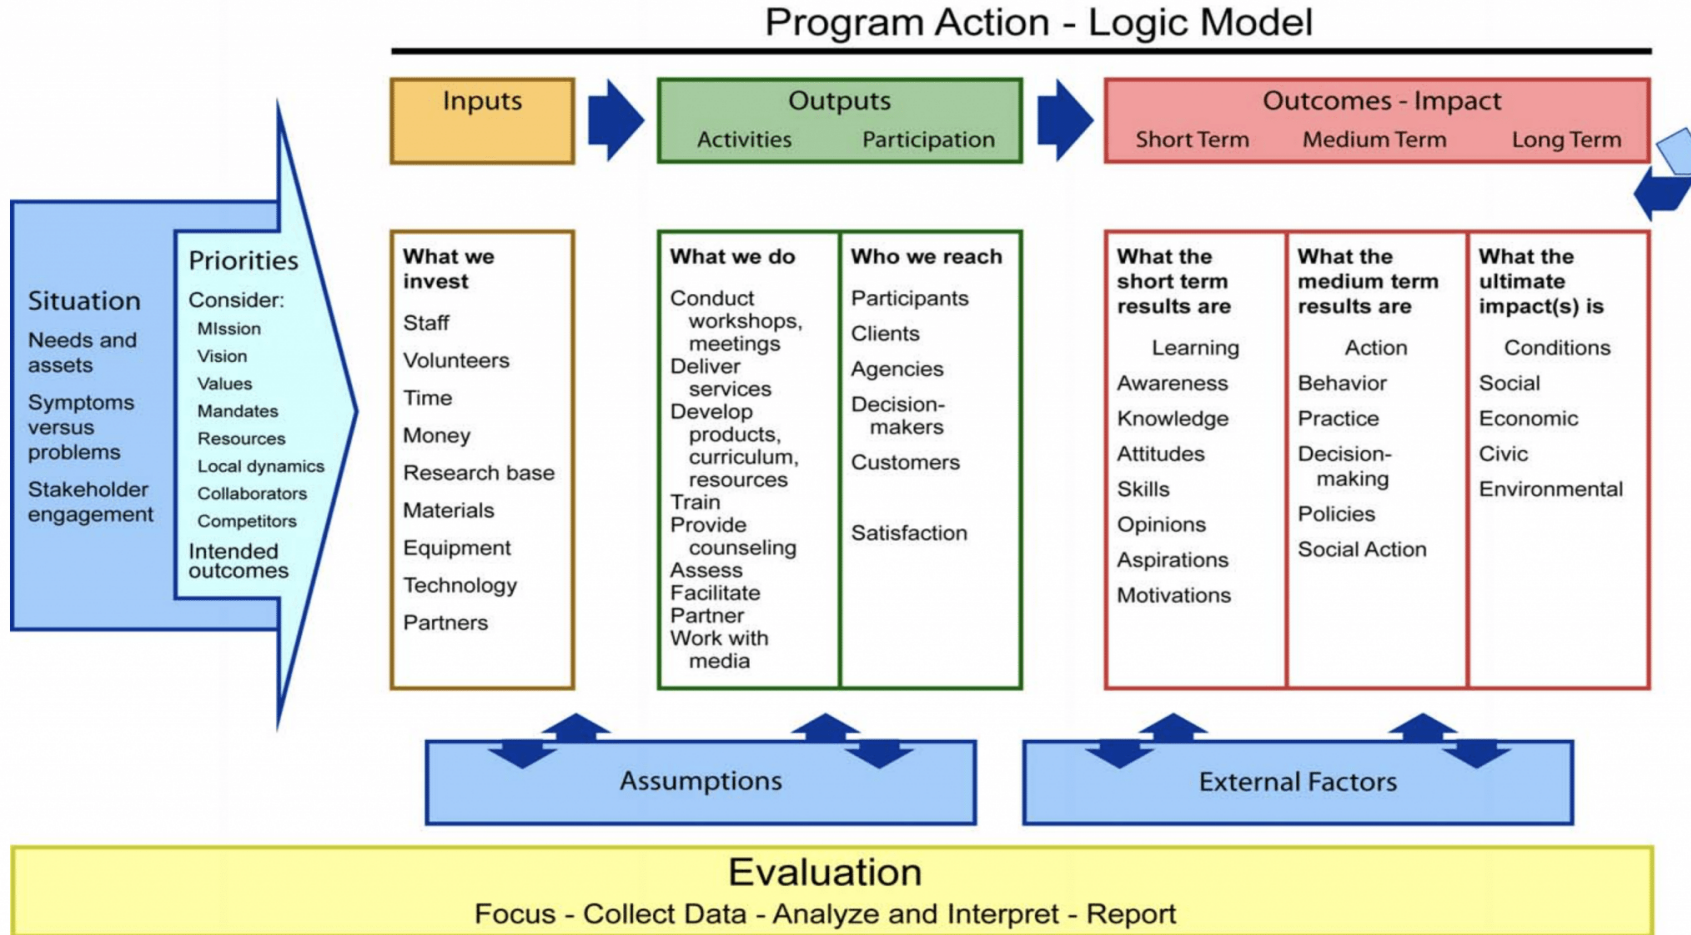 Program Action - Logic Model
Inputs
Outputs
Activities
Participation
Outcomes - Impact
Short Term
Medium Term
Long Term
Situation
Needs and
assets
Symptoms
versus
problems
Stakeholder
engagement
Priorities
Consider:
MIssion
Vision
Values
Mandates
Resources
Local dynamics
Collaborators
Competitors
Intended
outcomes
What we
invest
Staff
Volunteers
Time
Money
Research base
Materials
Equipment
Technology
Partners
What we do
Conduct
workshops,
meetings
Deliver
services
Develop
products,
curriculum,
resources
Train
Provide
counseling
Assess
Facilitate
Partner
Work with
media
Who we reach
Participants
Clients
Agencies
Decision-
makers
Customers
Satisfaction
What the
short term
results are
Learning
Awareness
Knowledge
Attitudes
Skills
Opinions
Aspirations
Motivations
What the
medium term
results are
Action
Behavior
Practice
Decision-
making
Policies
Social Action
What the
ultimate
impact(s) is
Conditions
Social
Economic
Civic
Environmental
Assumptions
External Factors
Evaluation
Focus - Collect Data - Analyze and Interpret - Report